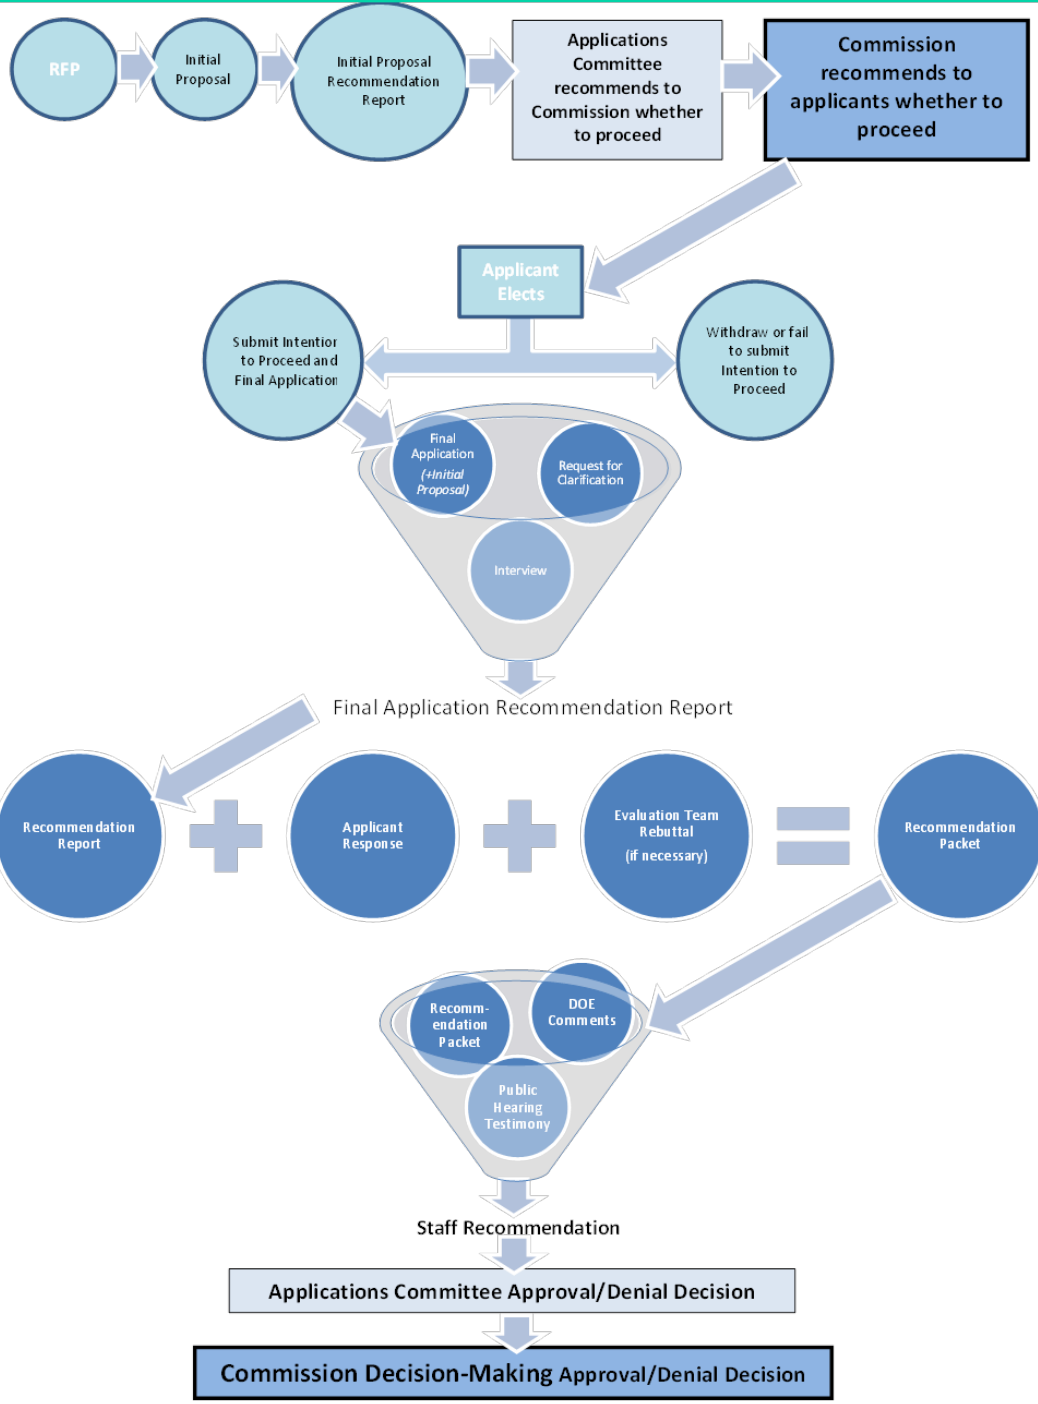 RFP
Initial
Proposal
Initial Proposal
Recommendation
Report
Applications
Committee
recommends to
Commission whether
to proceed
Commission
recommends to
applicants whether to
proceed
Applicant
Elects
Submit Intention
to Proceed and
Final Application
Withdraw or fail
to submit
Intention to
Proceed
Final
Application
(+Initial
Proposal)
Request for
Clarification
Interview
Final Application Recommendation Report
Recommendation
Report
Applicant
Response
Evaluation Team
Rebuttal
(if necessary)
Recommendation
Packet
Recomm-
endation
Packet
DOE
Comments
Public
Hearing
Testimony
Staff Recommendation
Applications Committee Approval/Denial Decision
Commission Decision-Making Approval/Denial Decision